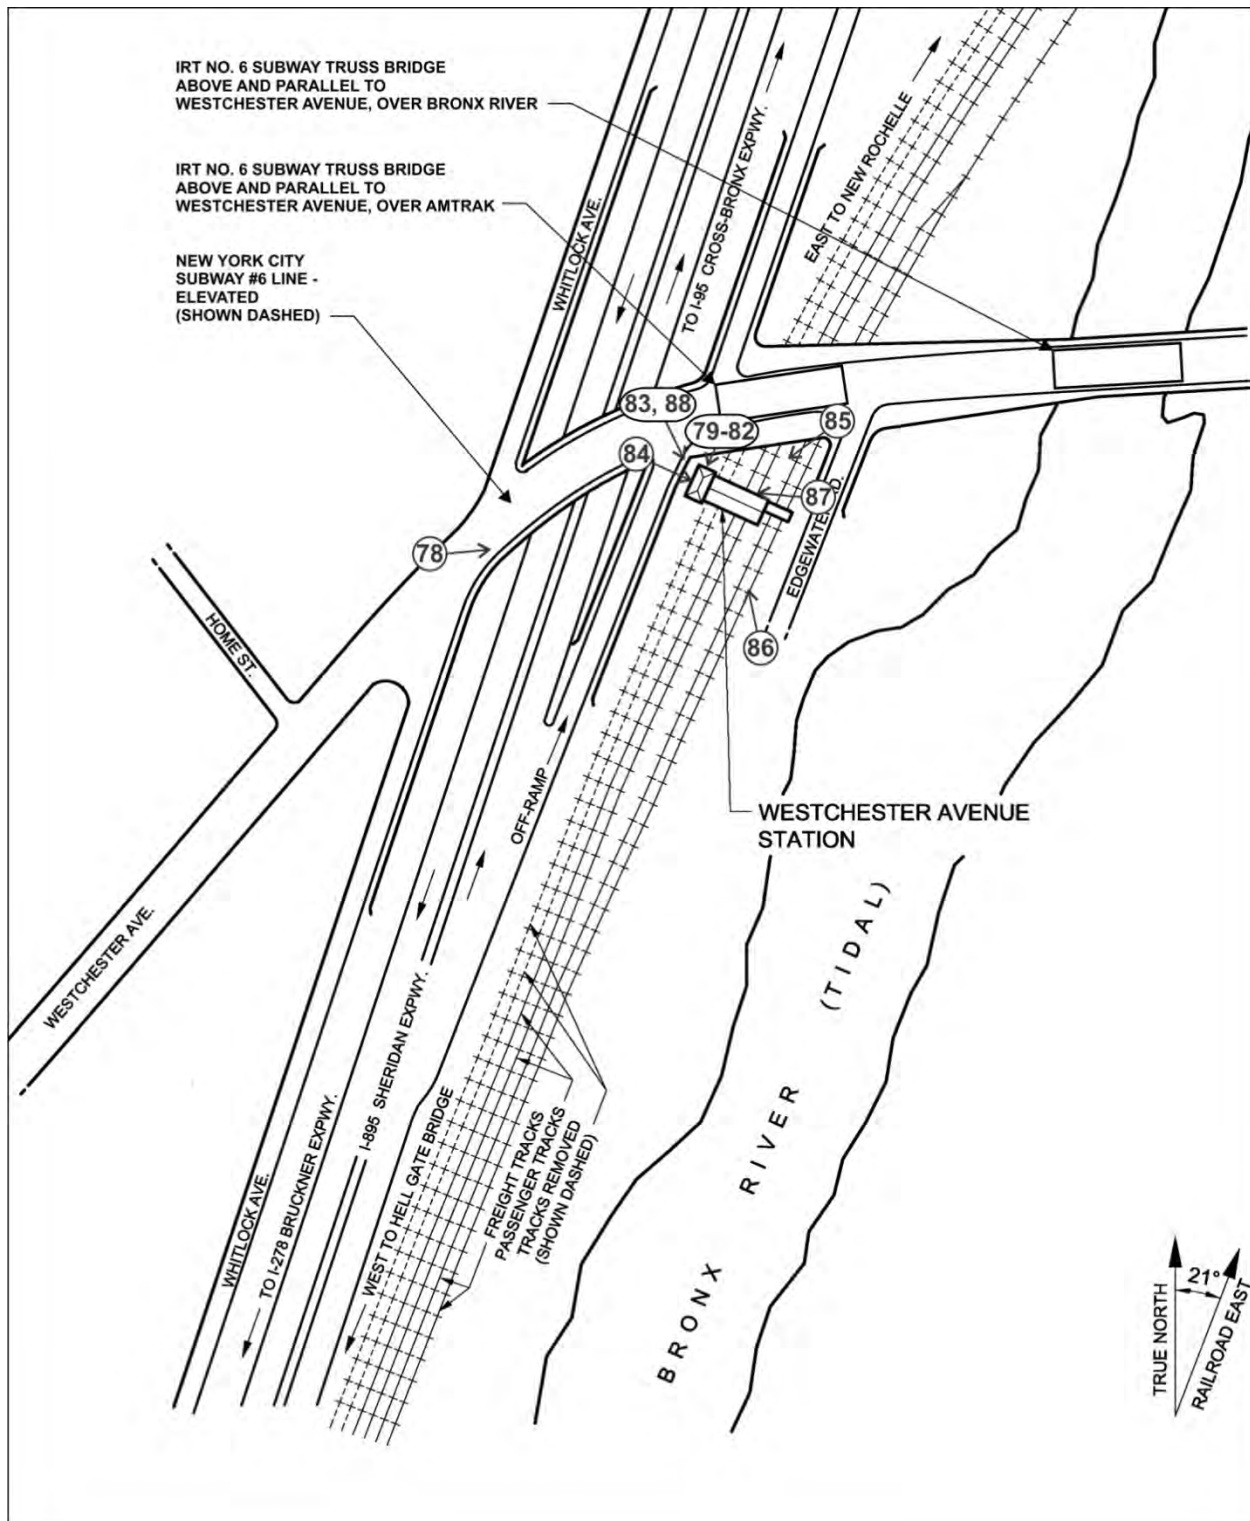 IRT NO. 6 SUBWAY TRUSS BRIDGE
ABOVE AND PARALLEL TO
WESTCHESTER AVENUE, OVER BRONX RIVER
IRT NO. 6 SUBWAY TRUSS BRIDGE
ABOVE AND PARALLEL TO
WESTCHESTER AVENUE, OVER AMTRAK
NEW YORK CITY
SUBWAY #6 LINE -
ELEVATED
(SHOWN DASHED)
WHITLOCK AVE.
TO I-95 CROSS-BRONX EXPWY.
EAST TO NEW ROCHELLE
83, 88
79-82
85
84
87
78
EDGEWATER
D.
86
HOME ST.
OFF-RAMP
WESTCHESTER AVENUE
STATION
WESTCHESTER AVE.
I-895 SHERIDAN EXPWY.
WHITLOCK AVE.
TO I-278 BRUCKNER EXPWY.
WEST TO HELL GATE BRIDGE
FREIGHT TRACKS
PASSENGER TRACKS
TRACKS REMOVED
(SHOWN DASHED)
BRONX RIVER (TIDAL)
TRUE NORTH
21°
RAILROAD EAST